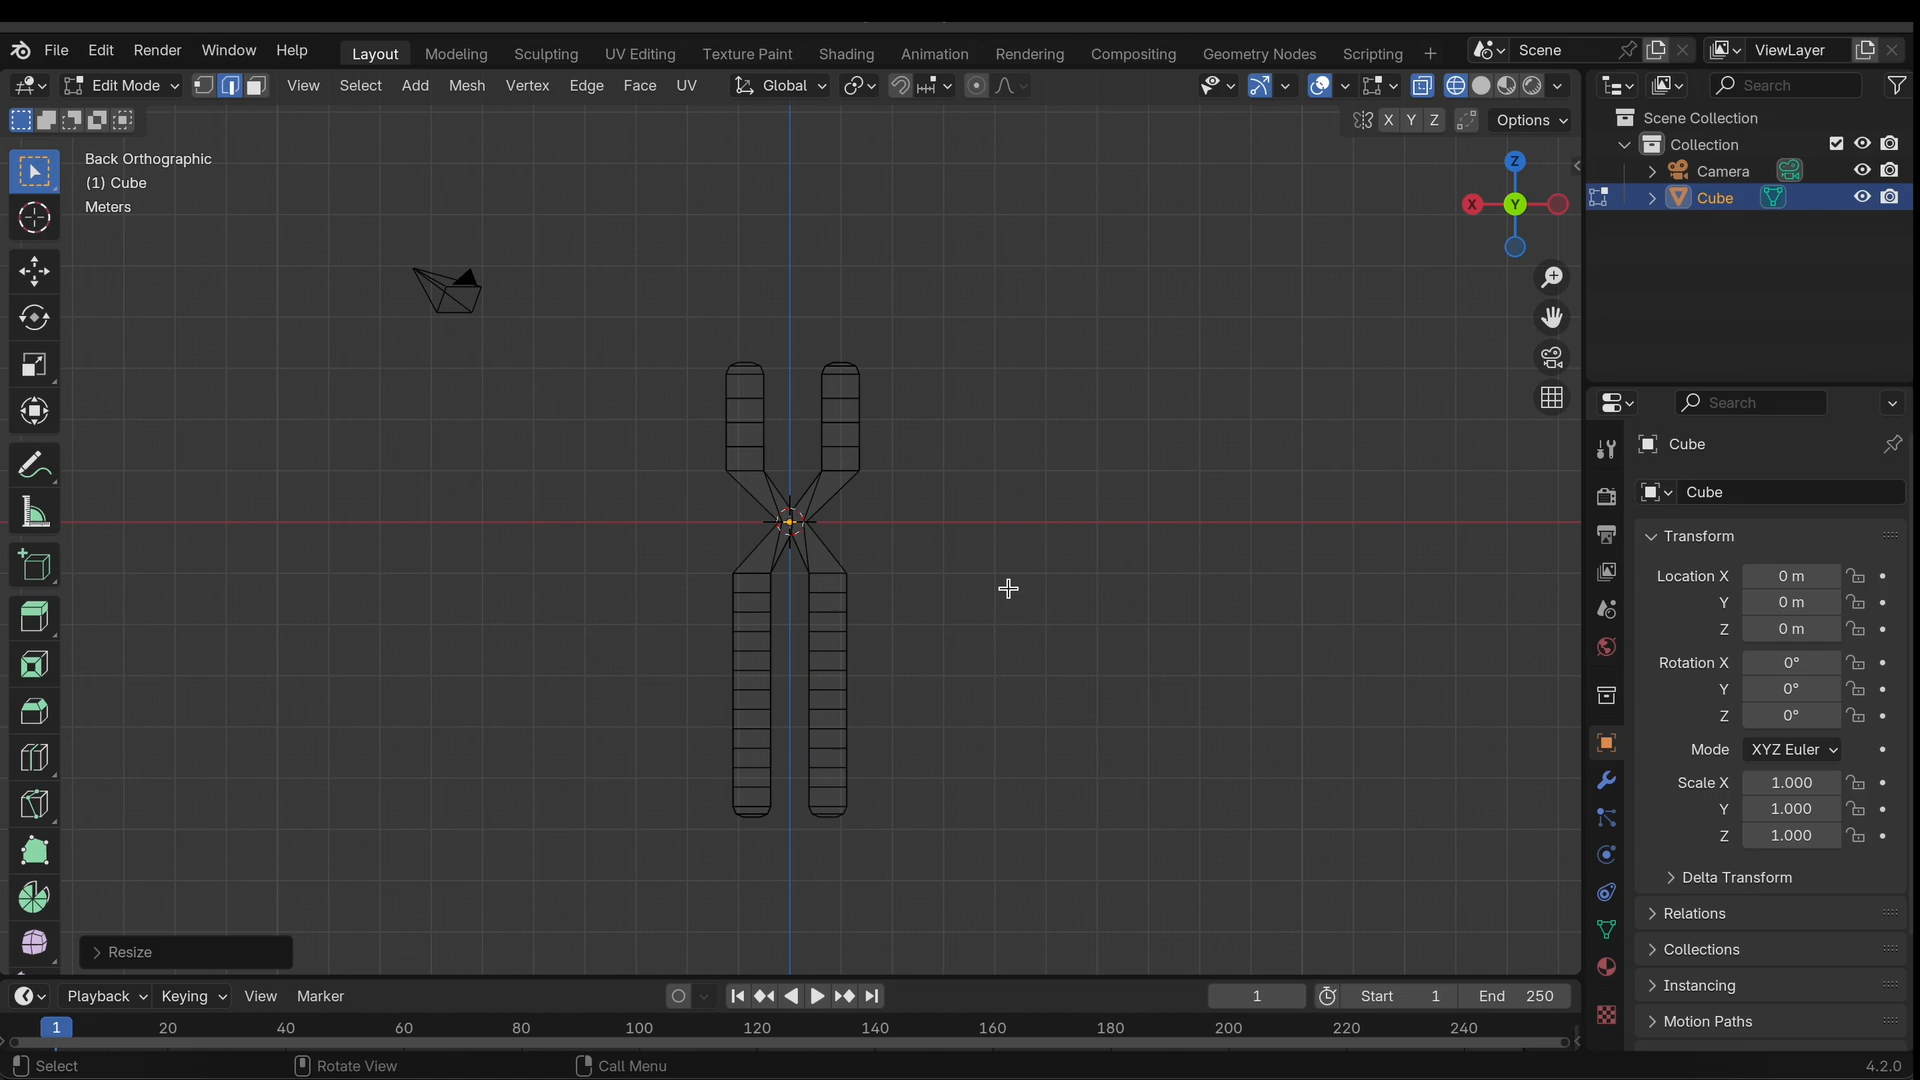 File Edit Render Window Help Layout Modeling Sculpting UV Editing Texture Paint Shading Animation Rendering Compositing Geometry Nodes Scripting + Scene ViewLayer
Edit Mode View Select Add Mesh Vertex Edge Face UV Global Search
X Y Z Options
Scene Collection
Collection
Camera
Cube
Back Orthographic
(1) Cube
Meters
Z
X Y
Search
Cube
Cube
Transform
Location X 0 m
Y 0 m
Z 0 m
Rotation X 0°
Y 0°
Z 0°
Mode XYZ Euler
Scale X 1.000
Y 1.000
Z 1.000
Delta Transform
Relations
Collections
Instancing
Motion Paths
Resize
Playback Keying View Marker 1 Start 1 End 250
1 20 40 60 80 100 120 140 160 180 200 220 240
Select Rotate View Call Menu 4.2.0